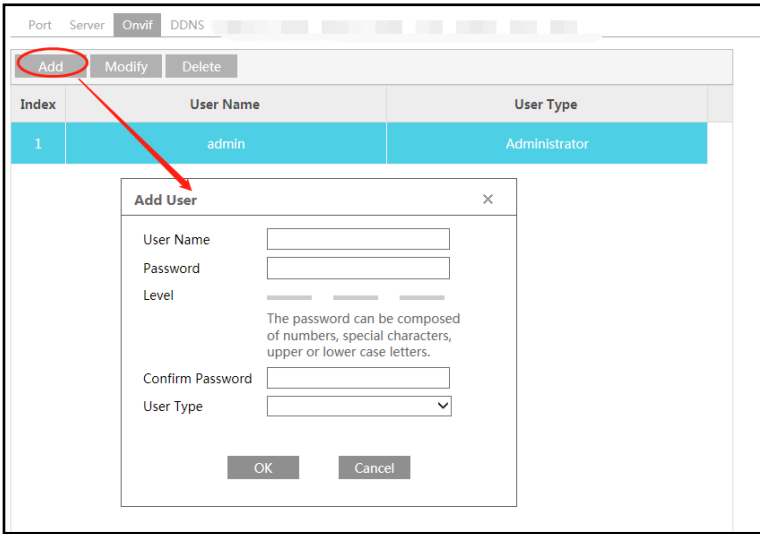 Port Server Onvif DDNS
Add Modify Delete
Index User Name User Type
1 admin Administrator
Add User ×
User Name
Password
Level
The password can be composed
of numbers, special characters,
upper or lower case letters.
Confirm Password
User Type
OK Cancel